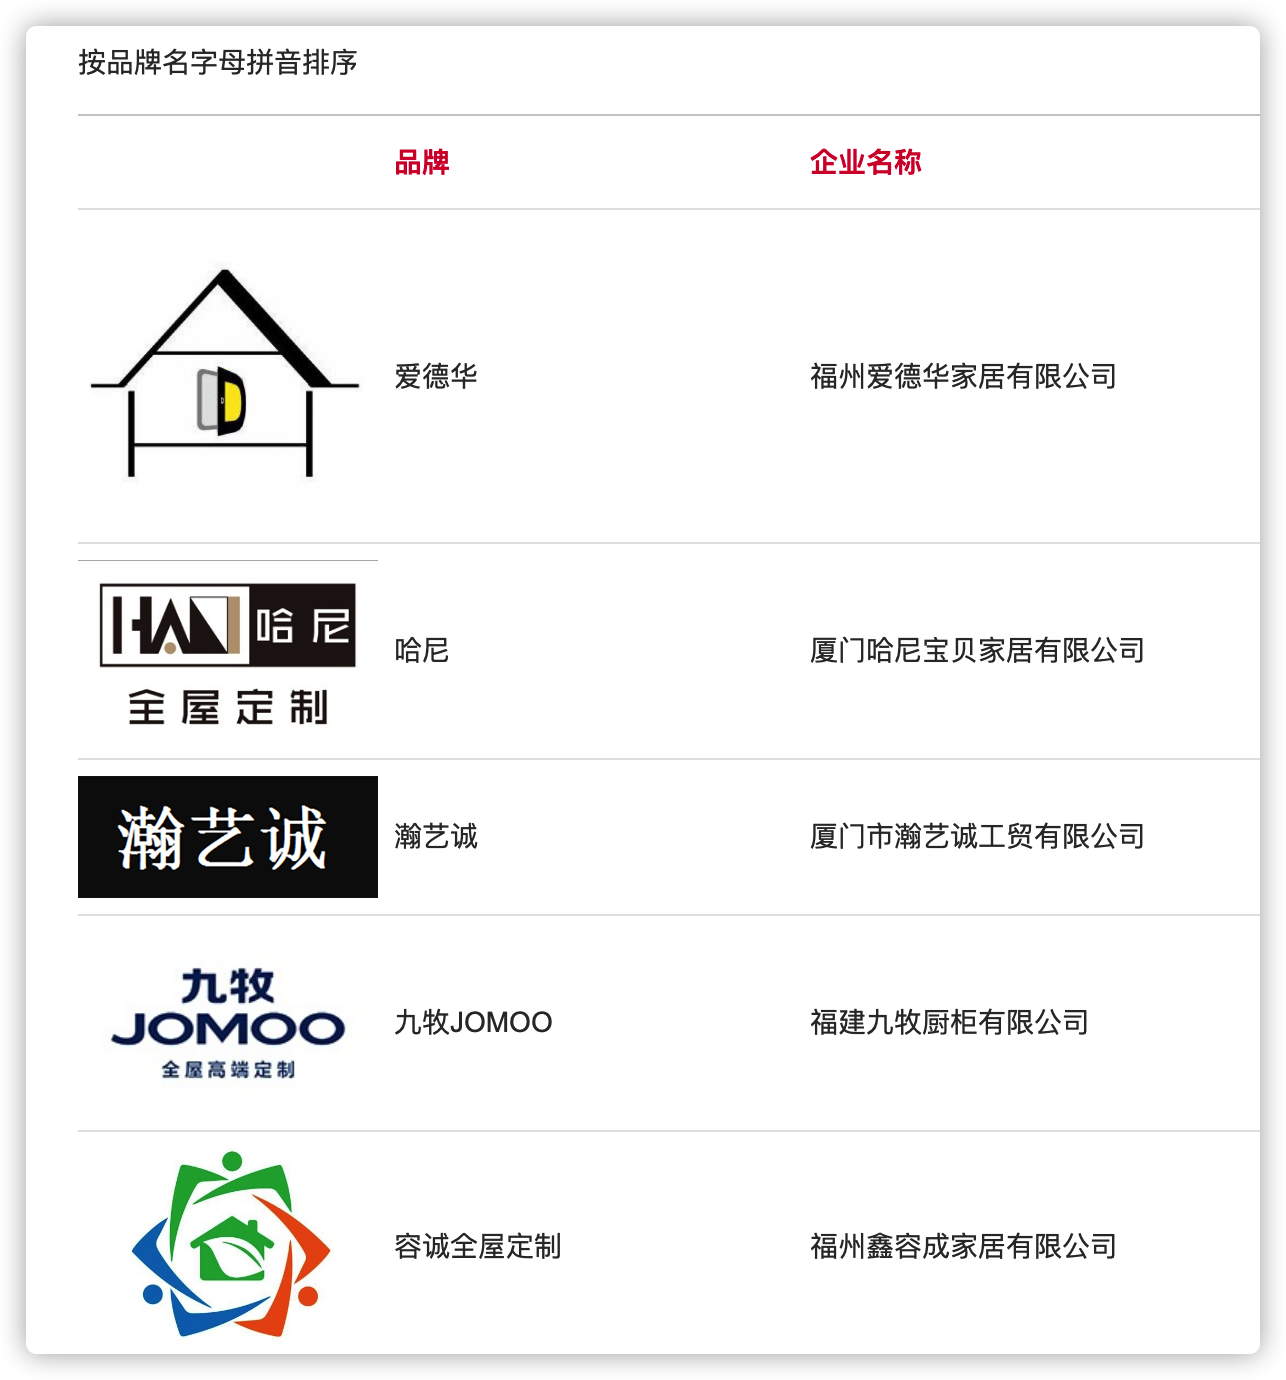 按品牌名字母拼音排序
品牌 企业名称
爱德华 福州爱德华家居有限公司
HANI 哈尼
全屋定制
哈尼 厦门哈尼宝贝家居有限公司
瀚艺诚
瀚艺诚 厦门市瀚艺诚工贸有限公司
九牧
JOMOO
全屋高端定制
九牧JOMOO 福建九牧厨柜有限公司
容诚全屋定制 福州鑫容成家居有限公司